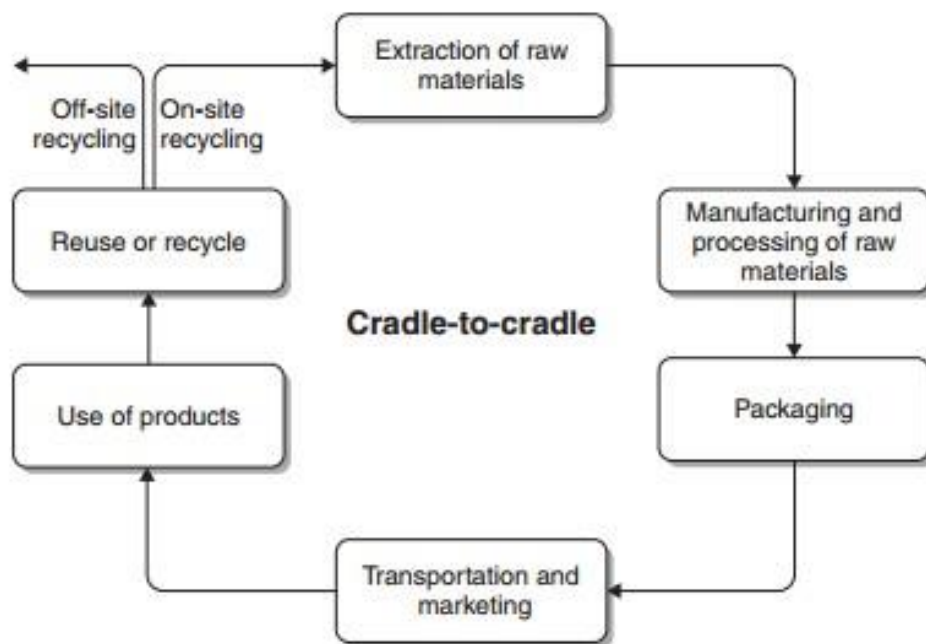 Extraction of raw
materials
Off-site
recycling
On-site
recycling
Reuse or recycle
Manufacturing and
processing of raw
materials
Cradle-to-cradle
Use of products
Packaging
Transportation and
marketing